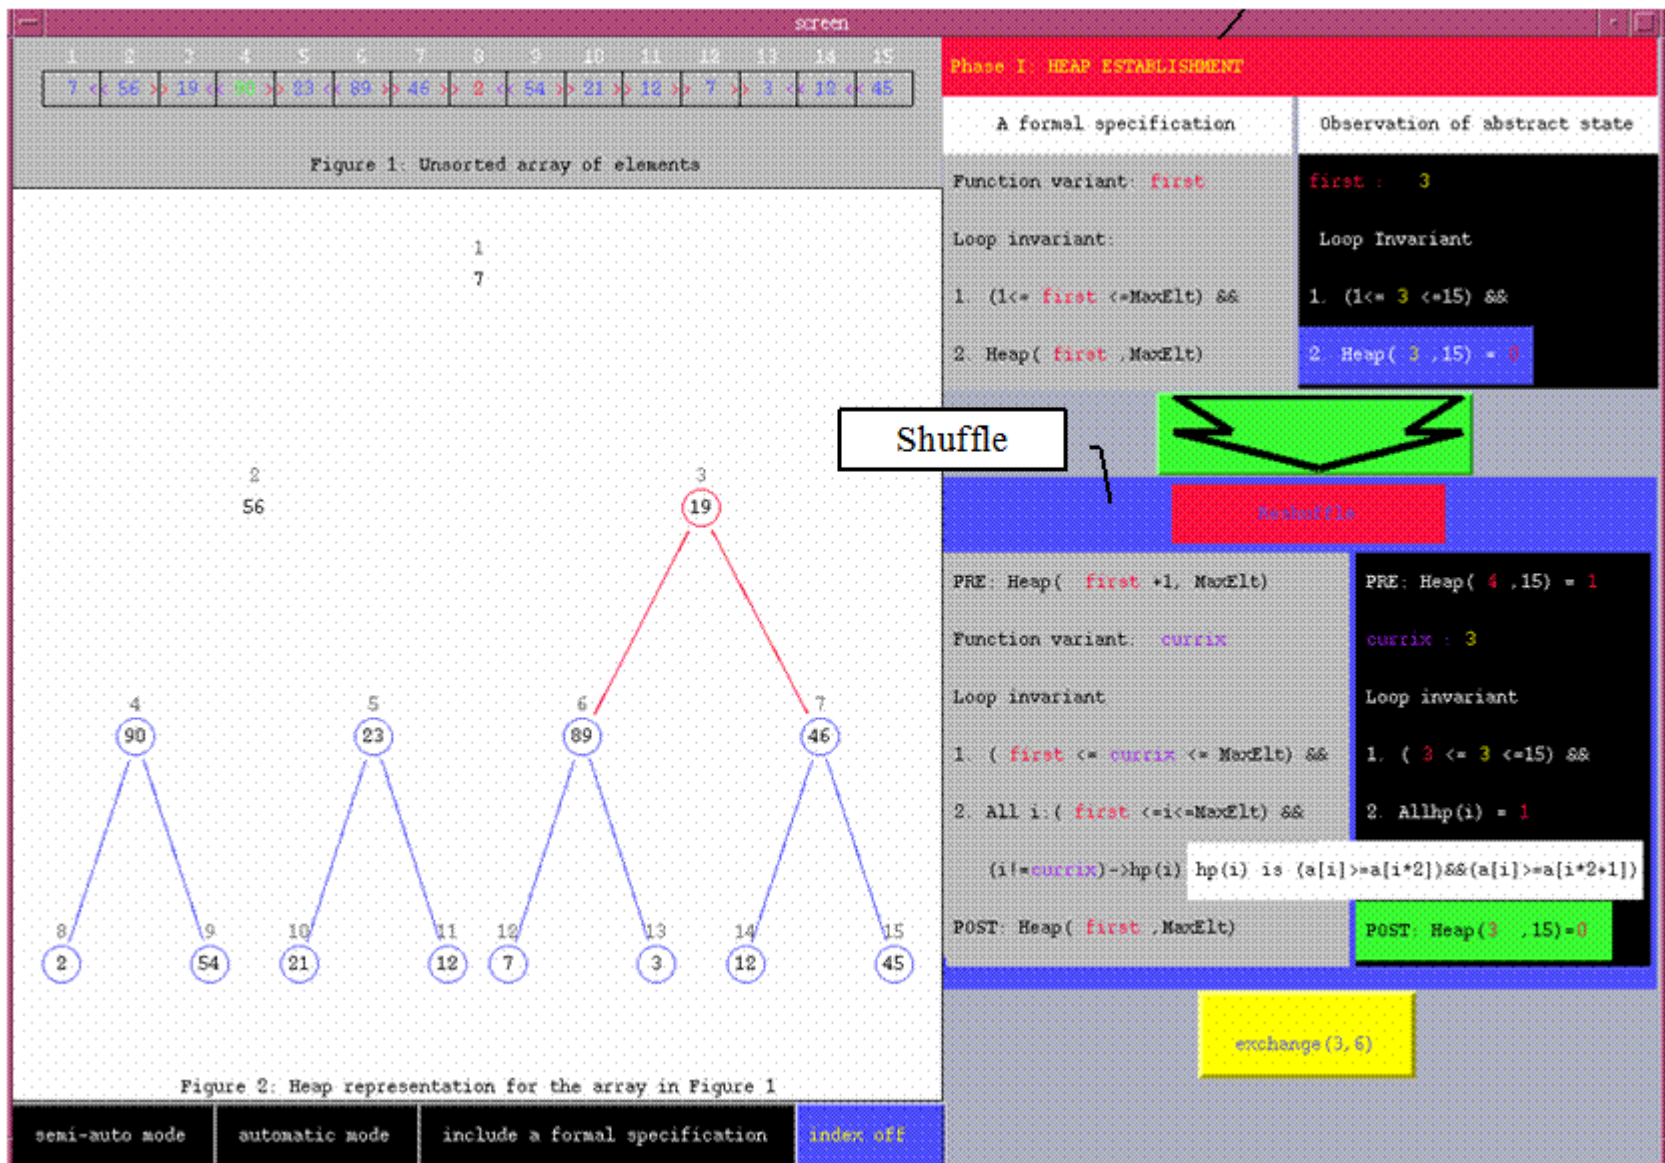 screen
1 2 3 4 5 6 7 8 9 10 11 12 13 14 15
7 << 56 >> 19 << 90 >> 23 << 89 >> 46 >> 2 << 54 >> 21 >> 12 >> 7 >> 3 << 12 << 45
Figure 1: Unsorted array of elements
1
7
2 3
56 19
4 5 6 7
90 23 89 46
8 9 10 11 12 13 14 15
2 54 21 12 7 3 12 45
Figure 2: Heap representation for the array in Figure 1
semi-auto mode
automatic mode
include a formal specification
index off
Phase I: HEAP ESTABLISHMENT
A formal specification
Function variant: first
Loop invariant:
1. (1<= first <=MaxElt) &&
2. Heap( first ,MaxElt)
Observation of abstract state
first : 3
Loop Invariant
1. (1<= 3 <=15) &&
2. Heap( 3 ,15) = 0
Shuffle
Reshuffle
PRE: Heap( first +1, MaxElt)
Function variant: currix
Loop invariant
1. ( first <= currix <= MaxElt) &&
2. All i:( first <=i<=MaxElt) &&
(i!=currix)->hp(i)
POST: Heap( first ,MaxElt)
PRE: Heap( 4 ,15) = 1
currix : 3
Loop invariant
1. ( 3 <= 3 <=15) &&
2. Allhp(i) = 1
hp(i) is (a[i]>=a[i*2])&&(a[i]>=a[i*2+1])
POST: Heap(3 ,15)=0
exchange(3,6)